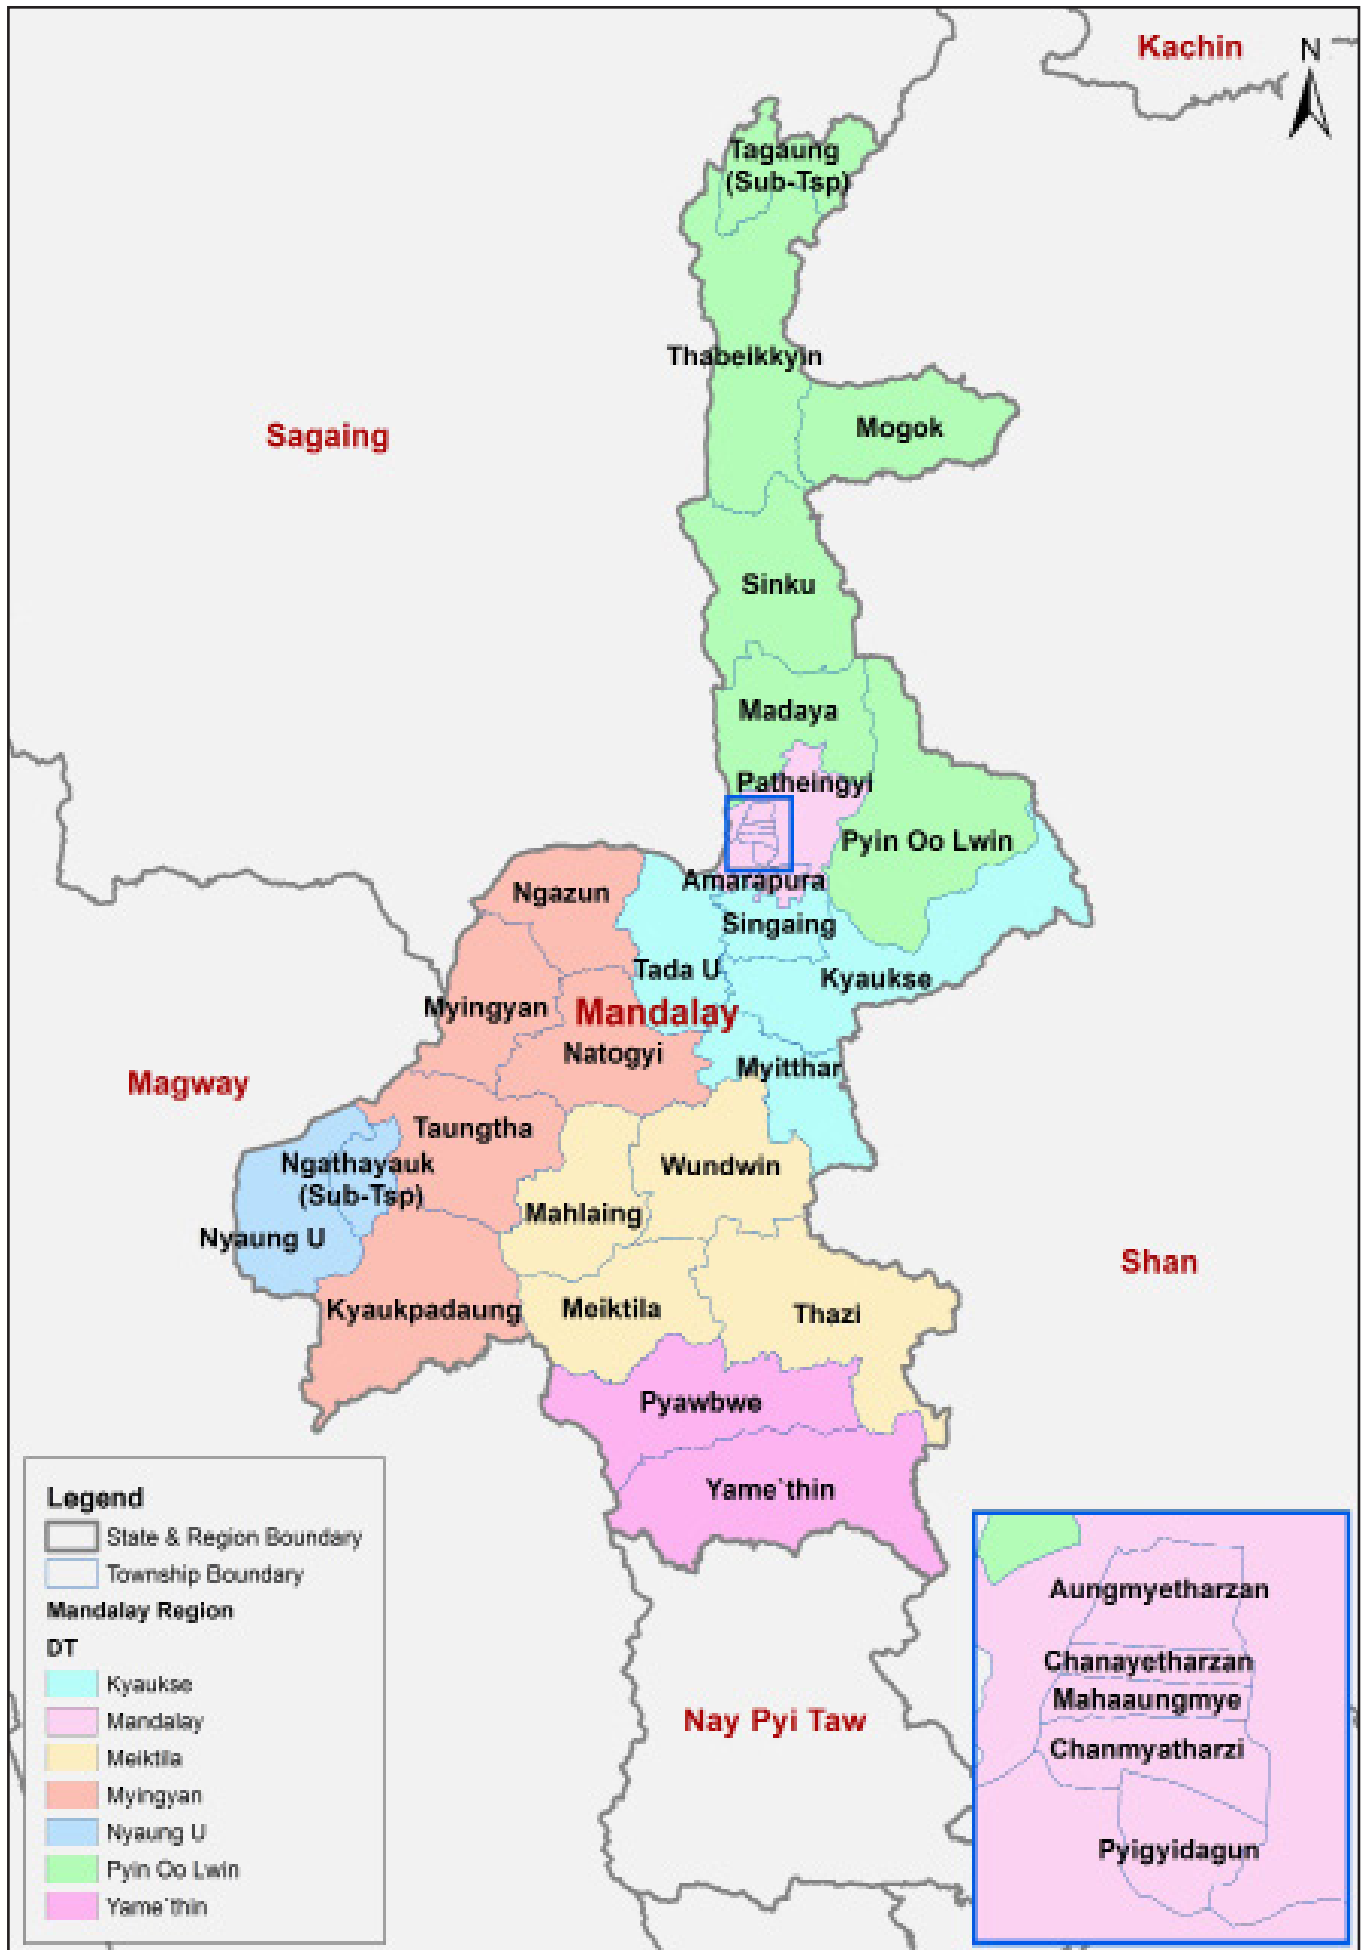 Kachin
N
Tagaung
(Sub-Tsp)
Thabeikkyin
Mogok
Sagaing
Sinku
Madaya
Patheingyi
Pyin Oo Lwin
Amarapura
Ngazun
Singaing
Tada U
Kyaukse
Myingyan
Mandalay
Natogyi
Myitthar
Magway
Taungtha
Ngathayauk
(Sub-Tsp)
Wundwin
Mahlaing
Nyaung U
Shan
Kyaukpadaung
Meiktila
Thazi
Pyawbwe
Yame`thin
Nay Pyi Taw
Legend
State & Region Boundary
Township Boundary
Mandalay Region
DT
Kyaukse
Mandalay
Meiktila
Myingyan
Nyaung U
Pyin Oo Lwin
Yame`thin
Aungmyetharzan
Chanayetharzan
Mahaaungmye
Chanmyatharzi
Pyigyidagun